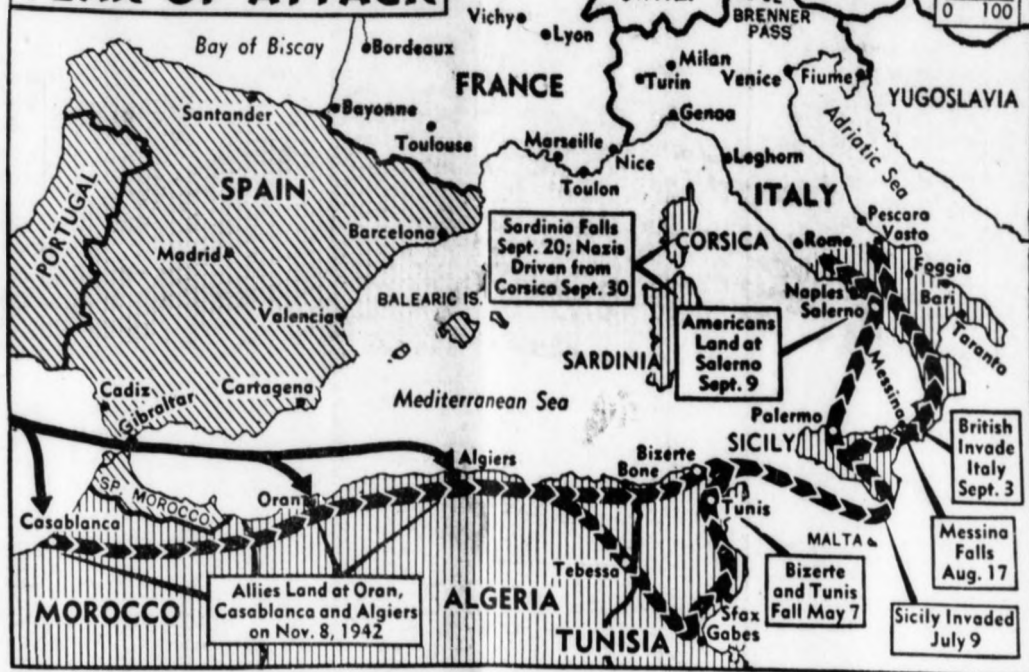 Bay of Biscay
Vichy
Lyon
Bordeaux
FRANCE
BRENNER
PASS
0 100
Milan
Turin
Venice
Fiume
YUGOSLAVIA
Genoa
Adriatic Sea
Santander
Bayonne
Toulouse
Marseille
Nice
Toulon
Leghorn
ITALY
PORTUGAL
SPAIN
Madrid
Barcelona
Valencia
BALEARIC IS.
Sardinia Falls
Sept. 20; Nazis
Driven from
Corsica Sept. 30
CORSICA
SARDINIA
Pescara
Vasto
Rome
Foggia
Naples
Salerno
Bari
Taranto
Americans
Land at
Salerno
Sept. 9
Cadiz
Gibraltar
Cartagena
Mediterranean Sea
Messina
Palermo
SICILY
British
Invade
Italy
Sept. 3
SP. MOROCCO
Casablanca
Oran
Algiers
Bone
Bizerte
Tunis
MALTA
Messina
Falls
Aug. 17
Tebessa
Bizerte
and Tunis
Fall May 7
Sicily Invaded
July 9
Allies Land at Oran,
Casablanca and Algiers
on Nov. 8, 1942
MOROCCO
ALGERIA
TUNISIA
Sfax
Gabes